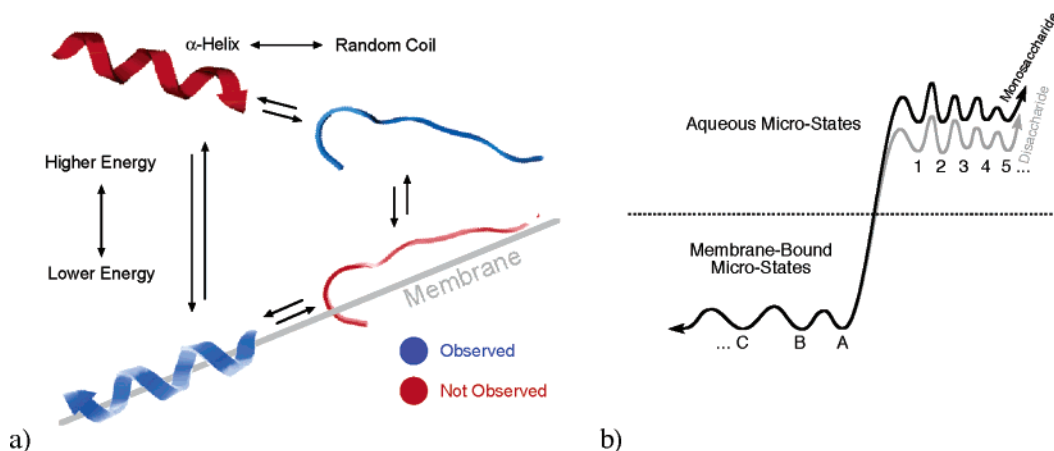 α-Helix
Random Coil
Higher Energy
Lower Energy
Membrane
Observed
Not Observed
a)
Monosaccharide
Disaccharide
Aqueous Micro-States
1 2 3 4 5 ...
Membrane-Bound
Micro-States
... C B A
b)